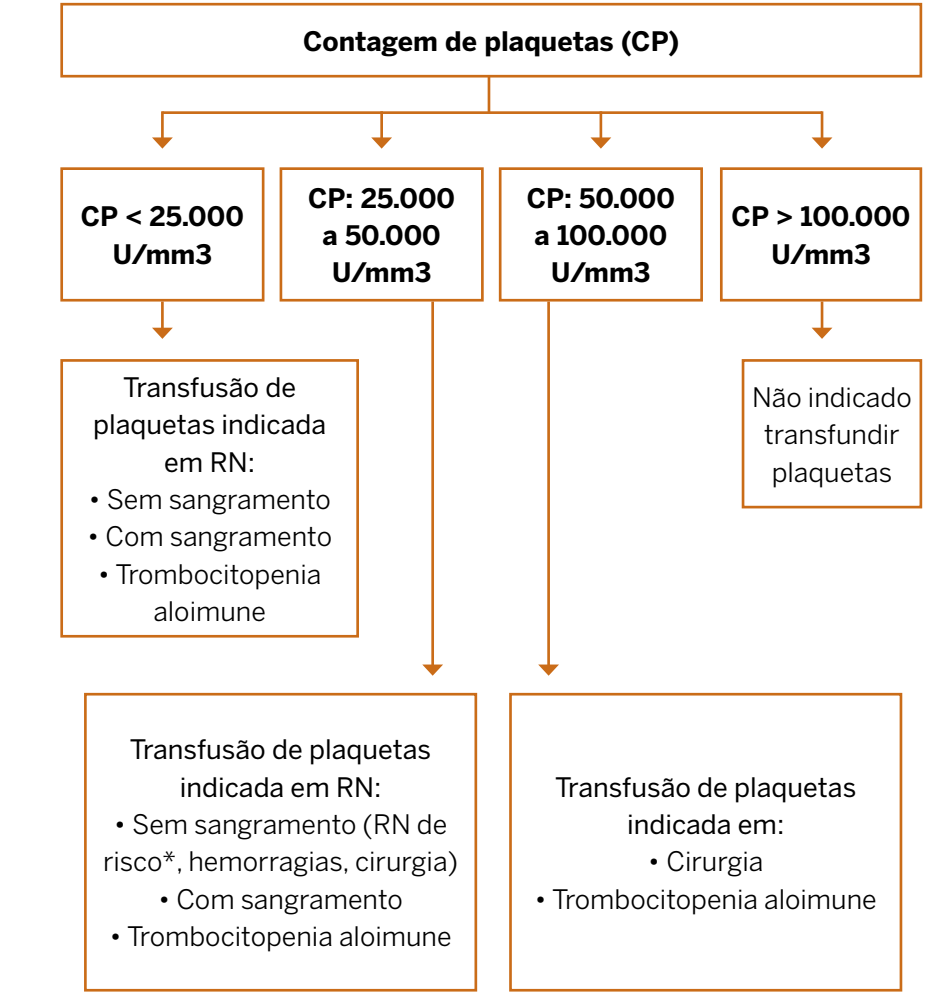 Contagem de plaquetas (CP)
CP < 25.000
U/mm3
CP: 25.000
a 50.000
U/mm3
CP: 50.000
a 100.000
U/mm3
CP > 100.000
U/mm3
Transfusão de
plaquetas indicada
em RN:
• Sem sangramento
• Com sangramento
• Trombocitopenia
aloimune
Não indicado
transfundir
plaquetas
Transfusão de plaquetas
indicada em RN:
• Sem sangramento (RN de
risco*, hemorragias, cirurgia)
• Com sangramento
• Trombocitopenia aloimune
Transfusão de plaquetas
indicada em:
• Cirurgia
• Trombocitopenia aloimune